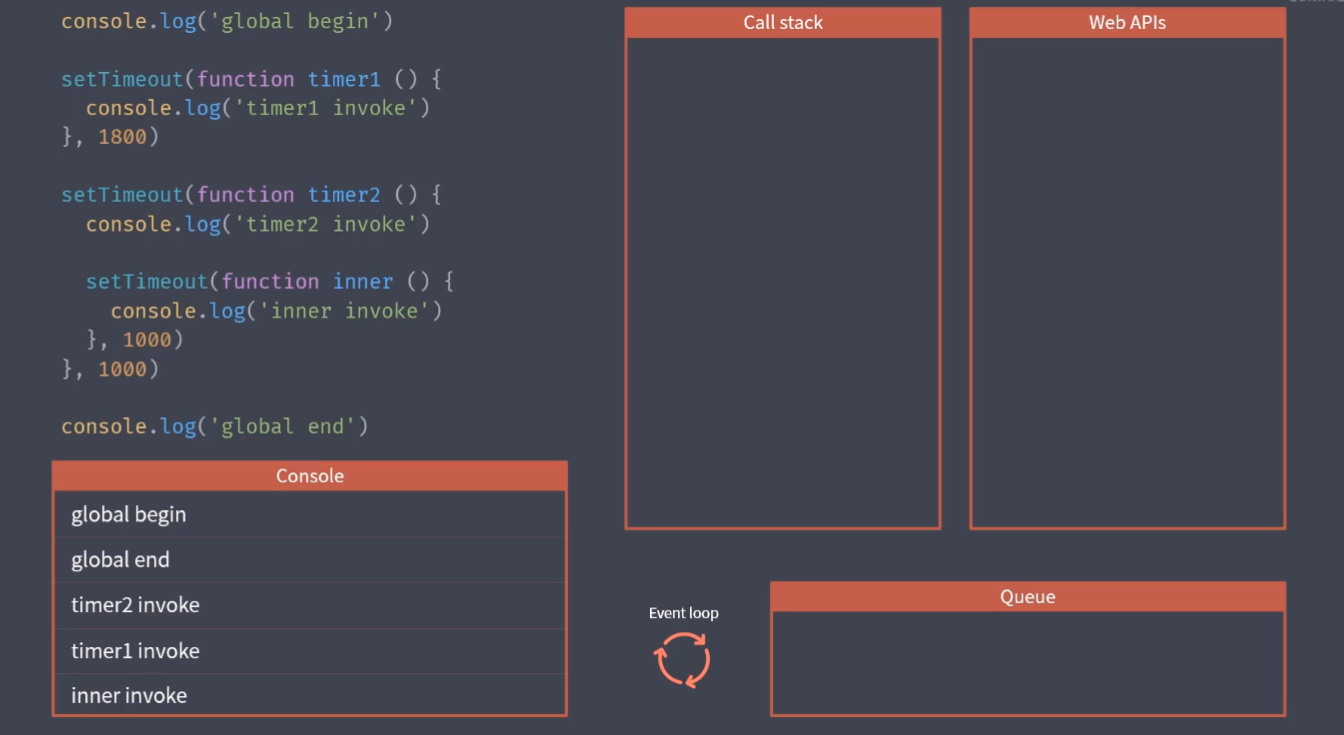 console.log('global begin')
setTimeout(function timer1 () {
  console.log('timer1 invoke')
}, 1800)
setTimeout(function timer2 () {
  console.log('timer2 invoke')
  setTimeout(function inner () {
    console.log('inner invoke')
  }, 1000)
}, 1000)
console.log('global end')
Console
global begin
global end
timer2 invoke
timer1 invoke
inner invoke
Call stack
Web APIs
Event loop
Queue